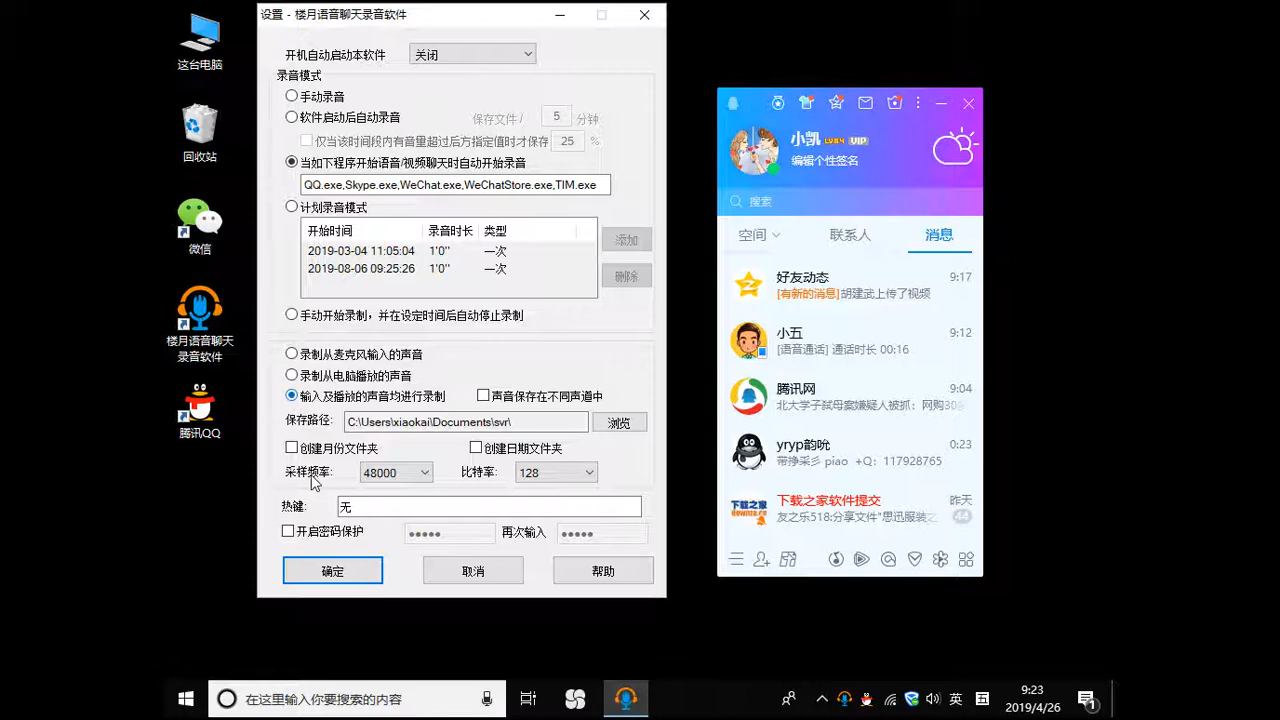 这台电脑
回收站
微信
楼月语音聊天
录音软件
腾讯QQ
设置 - 楼月语音聊天录音软件
开机自动启动本软件 关闭
录音模式
手动录音
软件启动后自动录音 保存文件/ 5 分钟
仅当该时间段内有音量超过后方指定值时才保存 25 %
当如下程序开始语音/视频聊天时自动开始录音
QQ.exe,Skype.exe,WeChat.exe,WeChatStore.exe,TIM.exe
计划录音模式
开始时间 录音时长 类型
2019-03-04 11:05:04 1'0'' 一次
2019-08-06 09:25:26 1'0'' 一次
添加
删除
手动开始录制，并在设定时间后自动停止录制
录制从麦克风输入的声音
录制从电脑播放的声音
输入及播放的声音均进行录制 声音保存在不同声道中
保存路径: C:\Users\xiaokai\Documents\svr\ 浏览
创建月份文件夹 创建日期文件夹
采样频率: 48000 比特率: 128
热键: 无
开启密码保护 ●●●●● 再次输入 ●●●●●
确定 取消 帮助
小凯 LV84 VIP
编辑个性签名
搜索
空间 联系人 消息
好友动态 9:17
[有新的消息]胡建武上传了视频
小五 9:12
[语音通话] 通话时长 00:16
腾讯网 9:04
北大学子弑母案嫌疑人被抓：网购30
yryp韵吮 0:23
带挣采彡 piao +Q：117928765
下载之家软件提交 昨天
友之乐518:分享文件"思迅服装之 44
在这里输入你要搜索的内容
英
9:23
2019/4/26
1